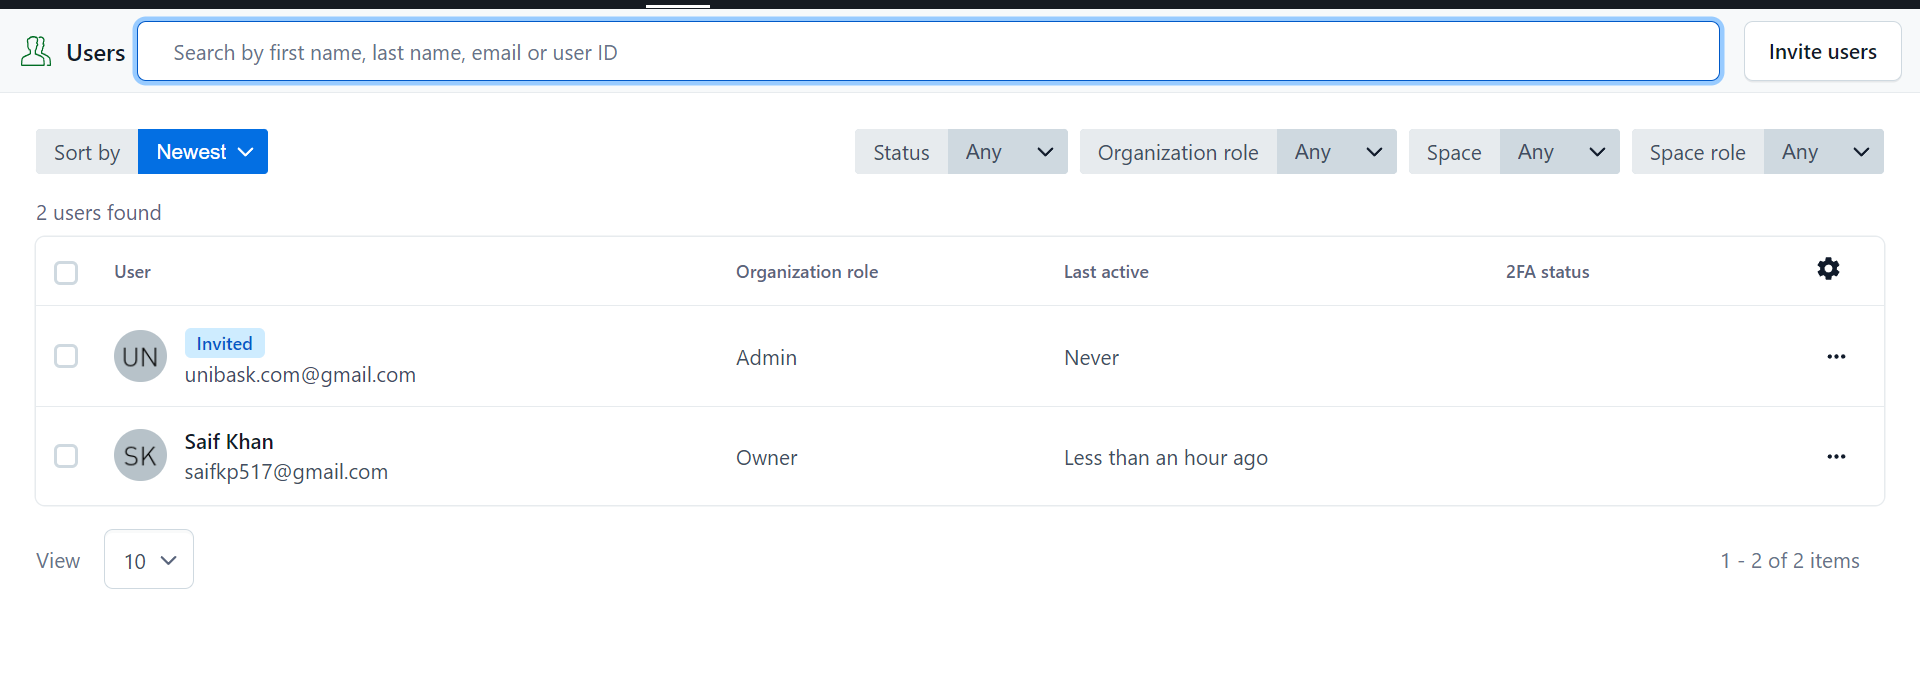 Users
Search by first name, last name, email or user ID
Invite users
Sort by Newest
Status Any
Organization role Any
Space Any
Space role Any
2 users found
User Organization role Last active 2FA status
UN
Invited
unibask.com@gmail.com
Admin
Never
SK
Saif Khan
saifkp517@gmail.com
Owner
Less than an hour ago
View 10
1 - 2 of 2 items